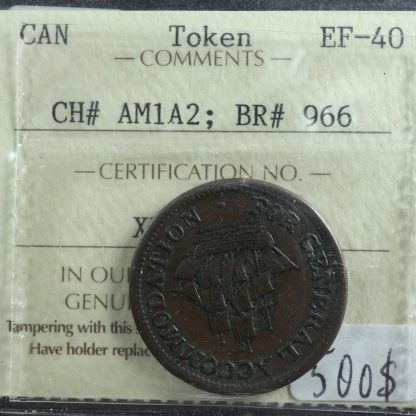 CAN Token EF-40
— COMMENTS —
CH# AM1A2; BR# 966
— CERTIFICATION NO. —
X
IN OU
GENU
Tampering with this
Have holder replac
FOR GENERAL ACCOMMODATION
500$